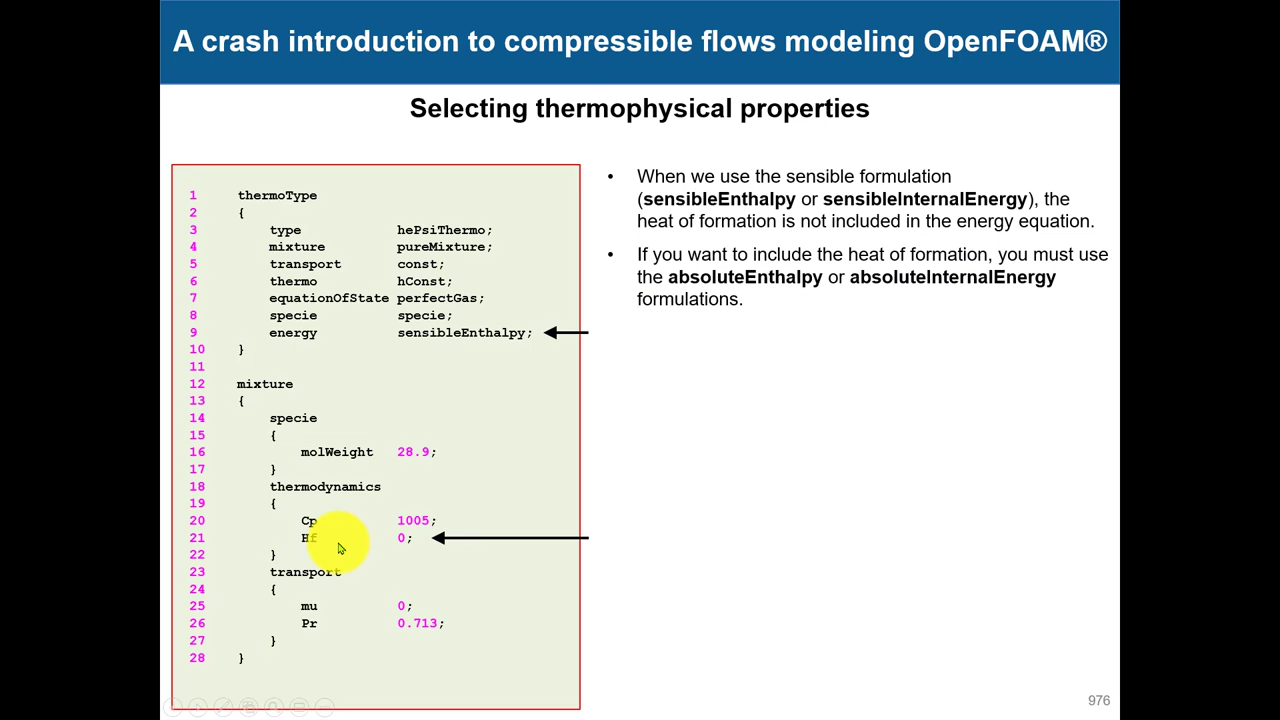 A crash introduction to compressible flows modeling OpenFOAM®
Selecting thermophysical properties
1 thermoType
2 {
3 type hePsiThermo;
4 mixture pureMixture;
5 transport const;
6 thermo hConst;
7 equationOfState perfectGas;
8 specie specie;
9 energy sensibleEnthalpy;
10 }
11
12 mixture
13 {
14 specie
15 {
16 molWeight 28.9;
17 }
18 thermodynamics
19 {
20 Cp 1005;
21 Hf 0;
22 }
23 transport
24 {
25 mu 0;
26 Pr 0.713;
27 }
28 }
• When we use the sensible formulation
(sensibleEnthalpy or sensibleInternalEnergy), the
heat of formation is not included in the energy equation.
• If you want to include the heat of formation, you must use
the absoluteEnthalpy or absoluteInternalEnergy
formulations.
976